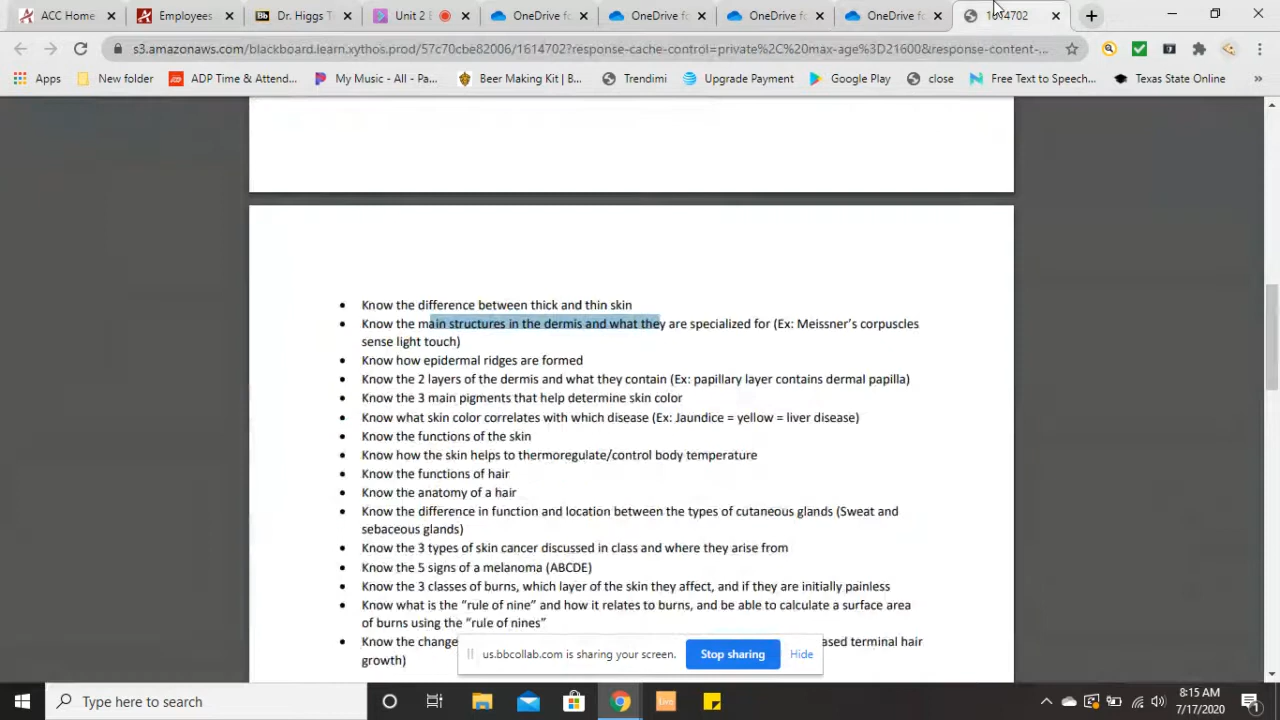 ACC Home
Employees
Bb Dr. Higgs T
Unit 2 E
OneDrive fo
OneDrive fo
OneDrive fo
OneDrive fo
1614702
s3.amazonaws.com/blackboard.learn.xythos.prod/57c70cbe82006/1614702?response-cache-control=private%2C%20max-age%3D21600&response-content-...
Apps
New folder
ADP Time & Attend...
My Music - All - Pa...
Beer Making Kit | B...
Trendimi
Upgrade Payment
Google Play
close
Free Text to Speech...
Texas State Online
»
• Know the difference between thick and thin skin
• Know the main structures in the dermis and what they are specialized for (Ex: Meissner's corpuscles
sense light touch)
• Know how epidermal ridges are formed
• Know the 2 layers of the dermis and what they contain (Ex: papillary layer contains dermal papilla)
• Know the 3 main pigments that help determine skin color
• Know what skin color correlates with which disease (Ex: Jaundice = yellow = liver disease)
• Know the functions of the skin
• Know how the skin helps to thermoregulate/control body temperature
• Know the functions of hair
• Know the anatomy of a hair
• Know the difference in function and location between the types of cutaneous glands (Sweat and
sebaceous glands)
• Know the 3 types of skin cancer discussed in class and where they arise from
• Know the 5 signs of a melanoma (ABCDE)
• Know the 3 classes of burns, which layer of the skin they affect, and if they are initially painless
• Know what is the "rule of nine" and how it relates to burns, and be able to calculate a surface area
of burns using the "rule of nines"
• Know the change ased terminal hair
growth)
us.bbcollab.com is sharing your screen.
Stop sharing
Hide
Type here to search
Live
8:15 AM
7/17/2020
1